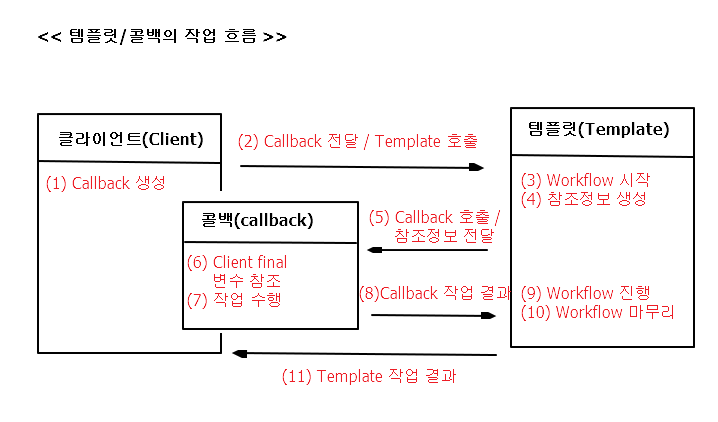 << 템플릿/콜백의 작업 흐름 >>
클라이언트(Client)
(1) Callback 생성
(2) Callback 전달 / Template 호출
템플릿(Template)
(3) Workflow 시작
(4) 참조정보 생성
(5) Callback 호출 /
참조정보 전달
콜백(callback)
(6) Client final
변수 참조
(7) 작업 수행
(8)Callback 작업 결과
(9) Workflow 진행
(10) Workflow 마무리
(11) Template 작업 결과